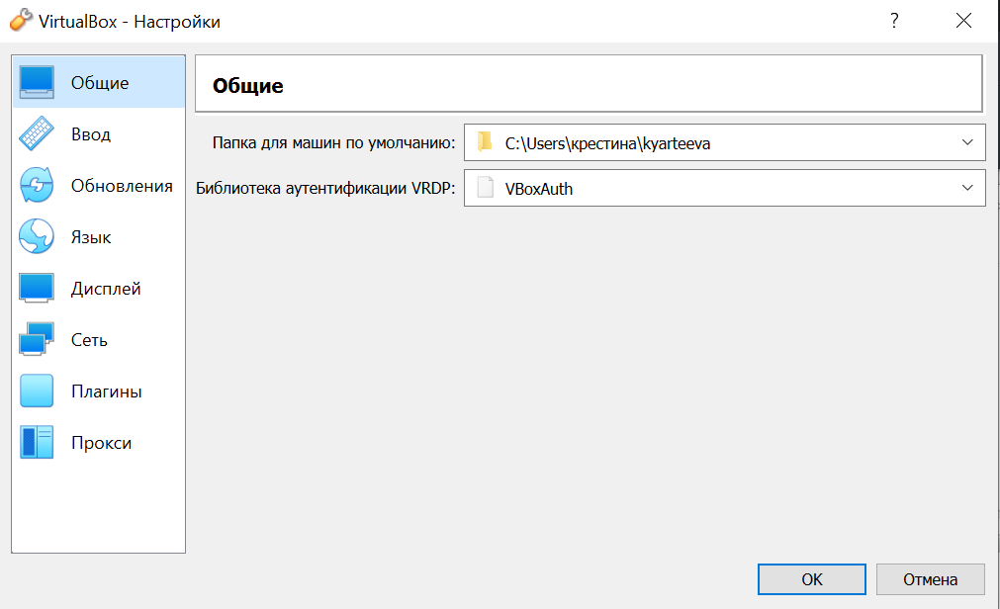 VirtualBox - Настройки
?
Общие
Ввод
Обновления
Язык
Дисплей
Сеть
Плагины
Прокси
Общие
Папка для машин по умолчанию: C:\Users\крестина\kyarteeva
Библиотека аутентификации VRDP: VBoxAuth
OK
Отмена